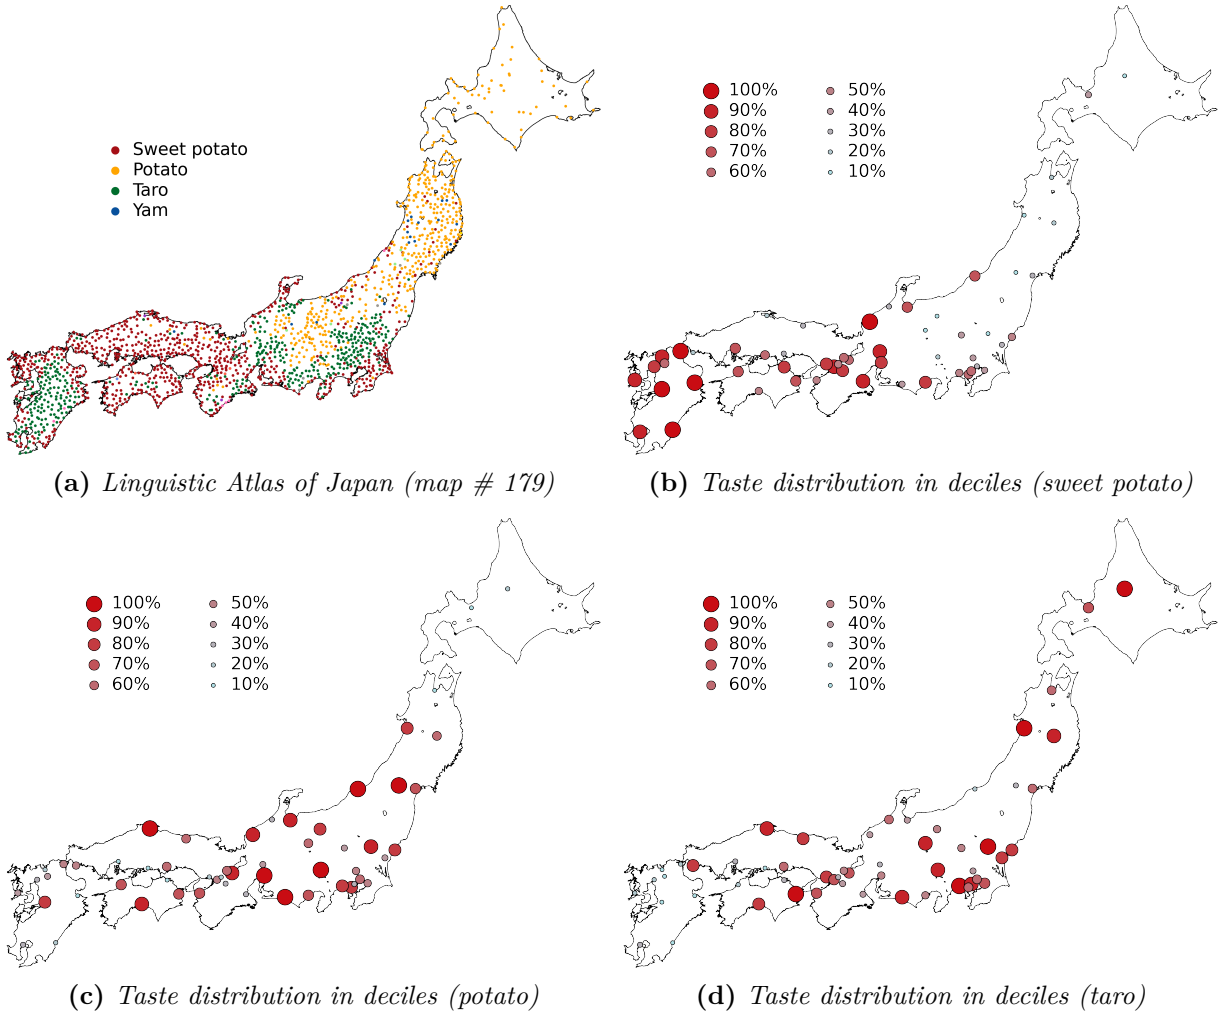 Sweet potato
Potato
Taro
Yam
100% 50%
90% 40%
80% 30%
70% 20%
60% 10%
(a) Linguistic Atlas of Japan (map # 179)
(b) Taste distribution in deciles (sweet potato)
100% 50%
90% 40%
80% 30%
70% 20%
60% 10%
100% 50%
90% 40%
80% 30%
70% 20%
60% 10%
(c) Taste distribution in deciles (potato)
(d) Taste distribution in deciles (taro)